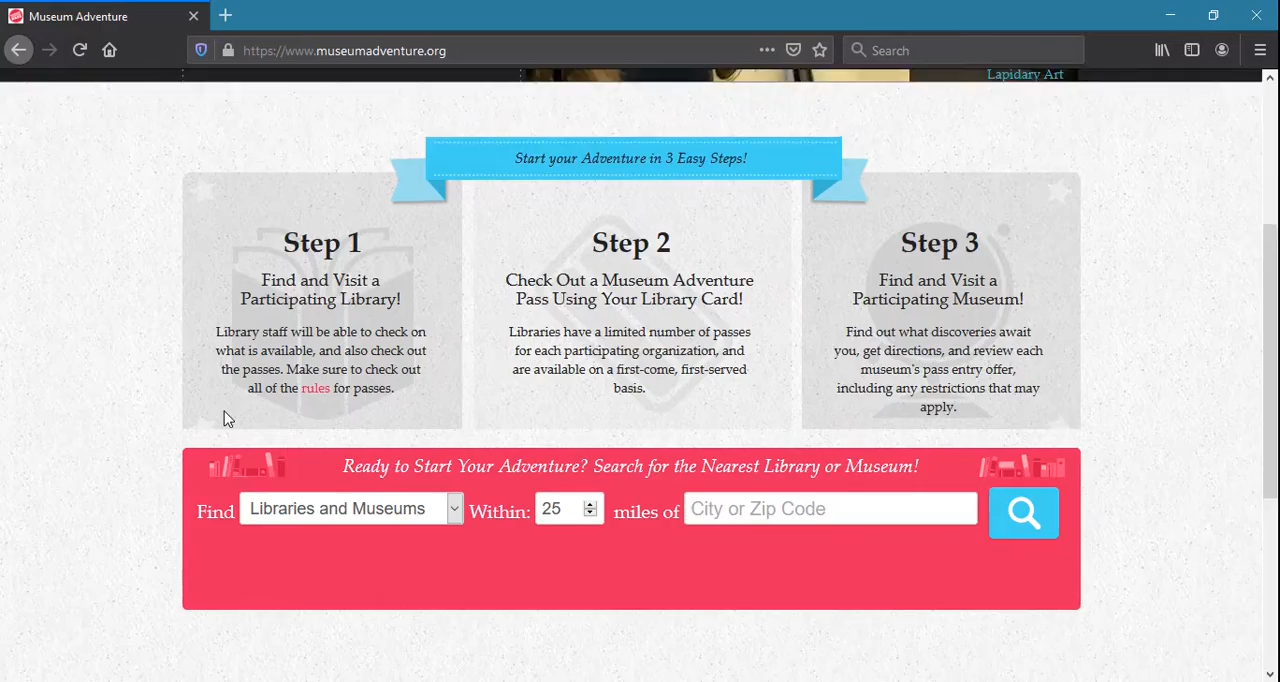 Museum Adventure
https://www.museumadventure.org
Search
Lapidary Art
Start your Adventure in 3 Easy Steps!
Step 1
Find and Visit a
Participating Library!
Library staff will be able to check on
what is available, and also check out
the passes. Make sure to check out
all of the rules for passes.
Step 2
Check Out a Museum Adventure
Pass Using Your Library Card!
Libraries have a limited number of passes
for each participating organization, and
are available on a first-come, first-served
basis.
Step 3
Find and Visit a
Participating Museum!
Find out what discoveries await
you, get directions, and review each
museum's pass entry offer,
including any restrictions that may
apply.
Ready to Start Your Adventure? Search for the Nearest Library or Museum!
Find Libraries and Museums Within: 25 miles of City or Zip Code